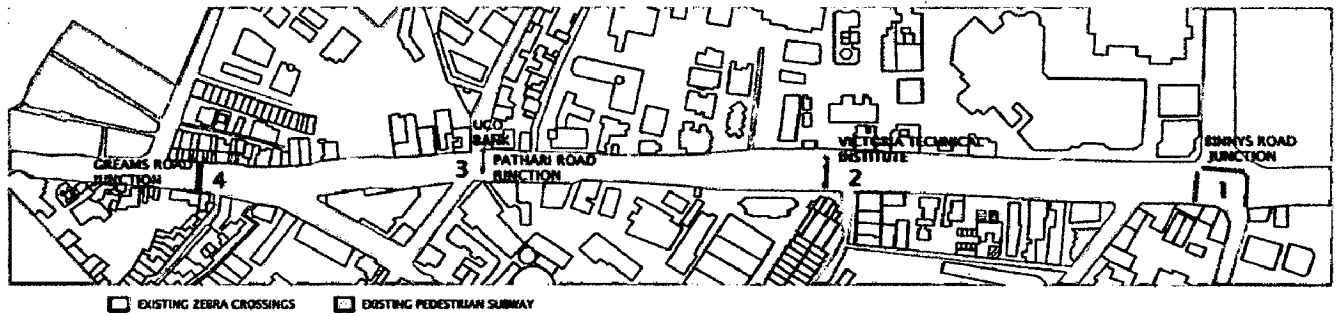 UCO
BANK
GREAMS ROAD
JUNCTION
4
3
PATHARI ROAD
JUNCTION
VICTORIA TECHNICAL
INSTITUTE
2
BINNYS ROAD
JUNCTION
1
EXISTING ZEBRA CROSSINGS
EXISTING PEDESTRIAN SUBWAY